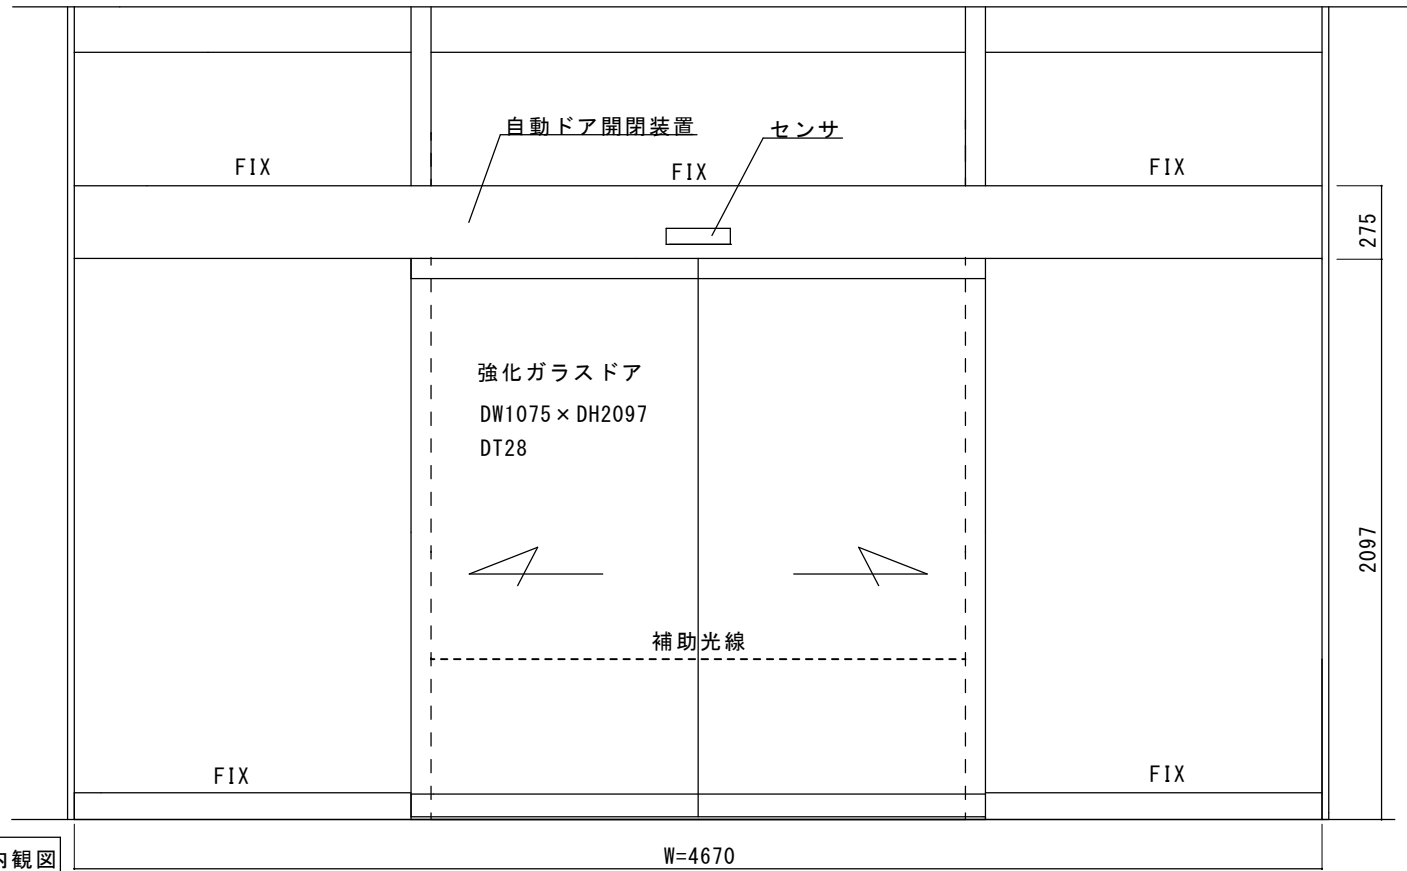 自動ドア開閉装置
センサ
FIX
FIX
FIX
275
強化ガラスドア
DW1075×DH2097
DT28
2097
補助光線
FIX
FIX
W=4670
内観図